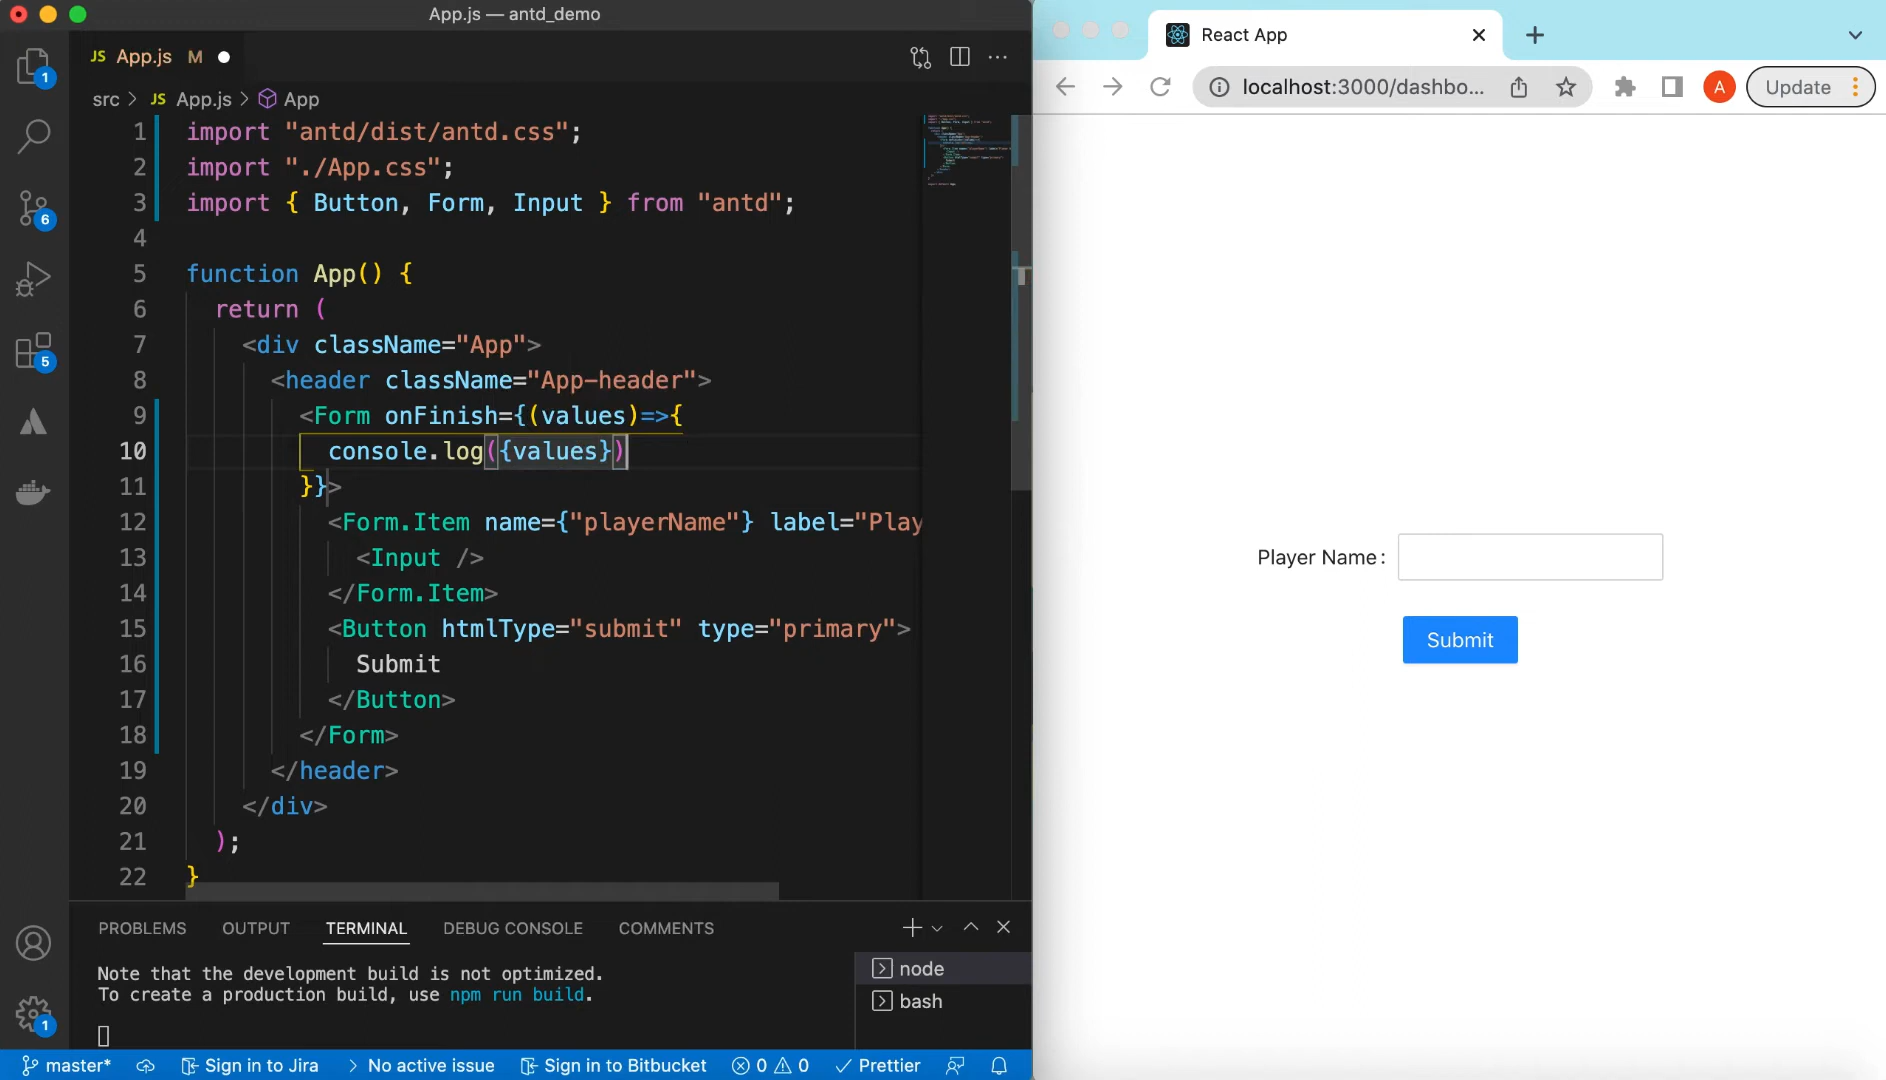 App.js — antd_demo
JS App.js M
src > JS App.js > App
1 import "antd/dist/antd.css";
2 import "./App.css";
3 import { Button, Form, Input } from "antd";
4
5 function App() {
6 return (
7 <div className="App">
8 <header className="App-header">
9 <Form onFinish={(values)=>{
10 console.log({values})
11 }}>
12 <Form.Item name={"playerName"} label="Play
13 <Input />
14 </Form.Item>
15 <Button htmlType="submit" type="primary">
16 Submit
17 </Button>
18 </Form>
19 </header>
20 </div>
21 );
22 }
1
6
5
1
PROBLEMS OUTPUT TERMINAL DEBUG CONSOLE COMMENTS
Note that the development build is not optimized.
To create a production build, use npm run build.
node
bash
master* Sign in to Jira > No active issue Sign in to Bitbucket 0 0 Prettier
React App
localhost:3000/dashbo... A Update
Player Name :
Submit